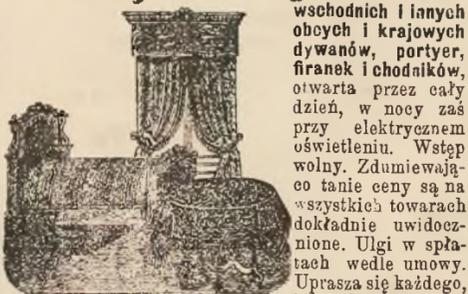 wschodnich i innych
obcych i krajowych
dywanów, portyer,
firanek i chodników,
otwarta przez cały
dzień, w nocy zaś
przy elektrycznem
oświetleniu. Wstęp
wolny. Zdumiewają-
co tanie ceny są na
wszystkich towarach
dokładnie uwidocz-
nione. Ulgi w spła-
tach wedle umowy.
Uprasza się każdego,